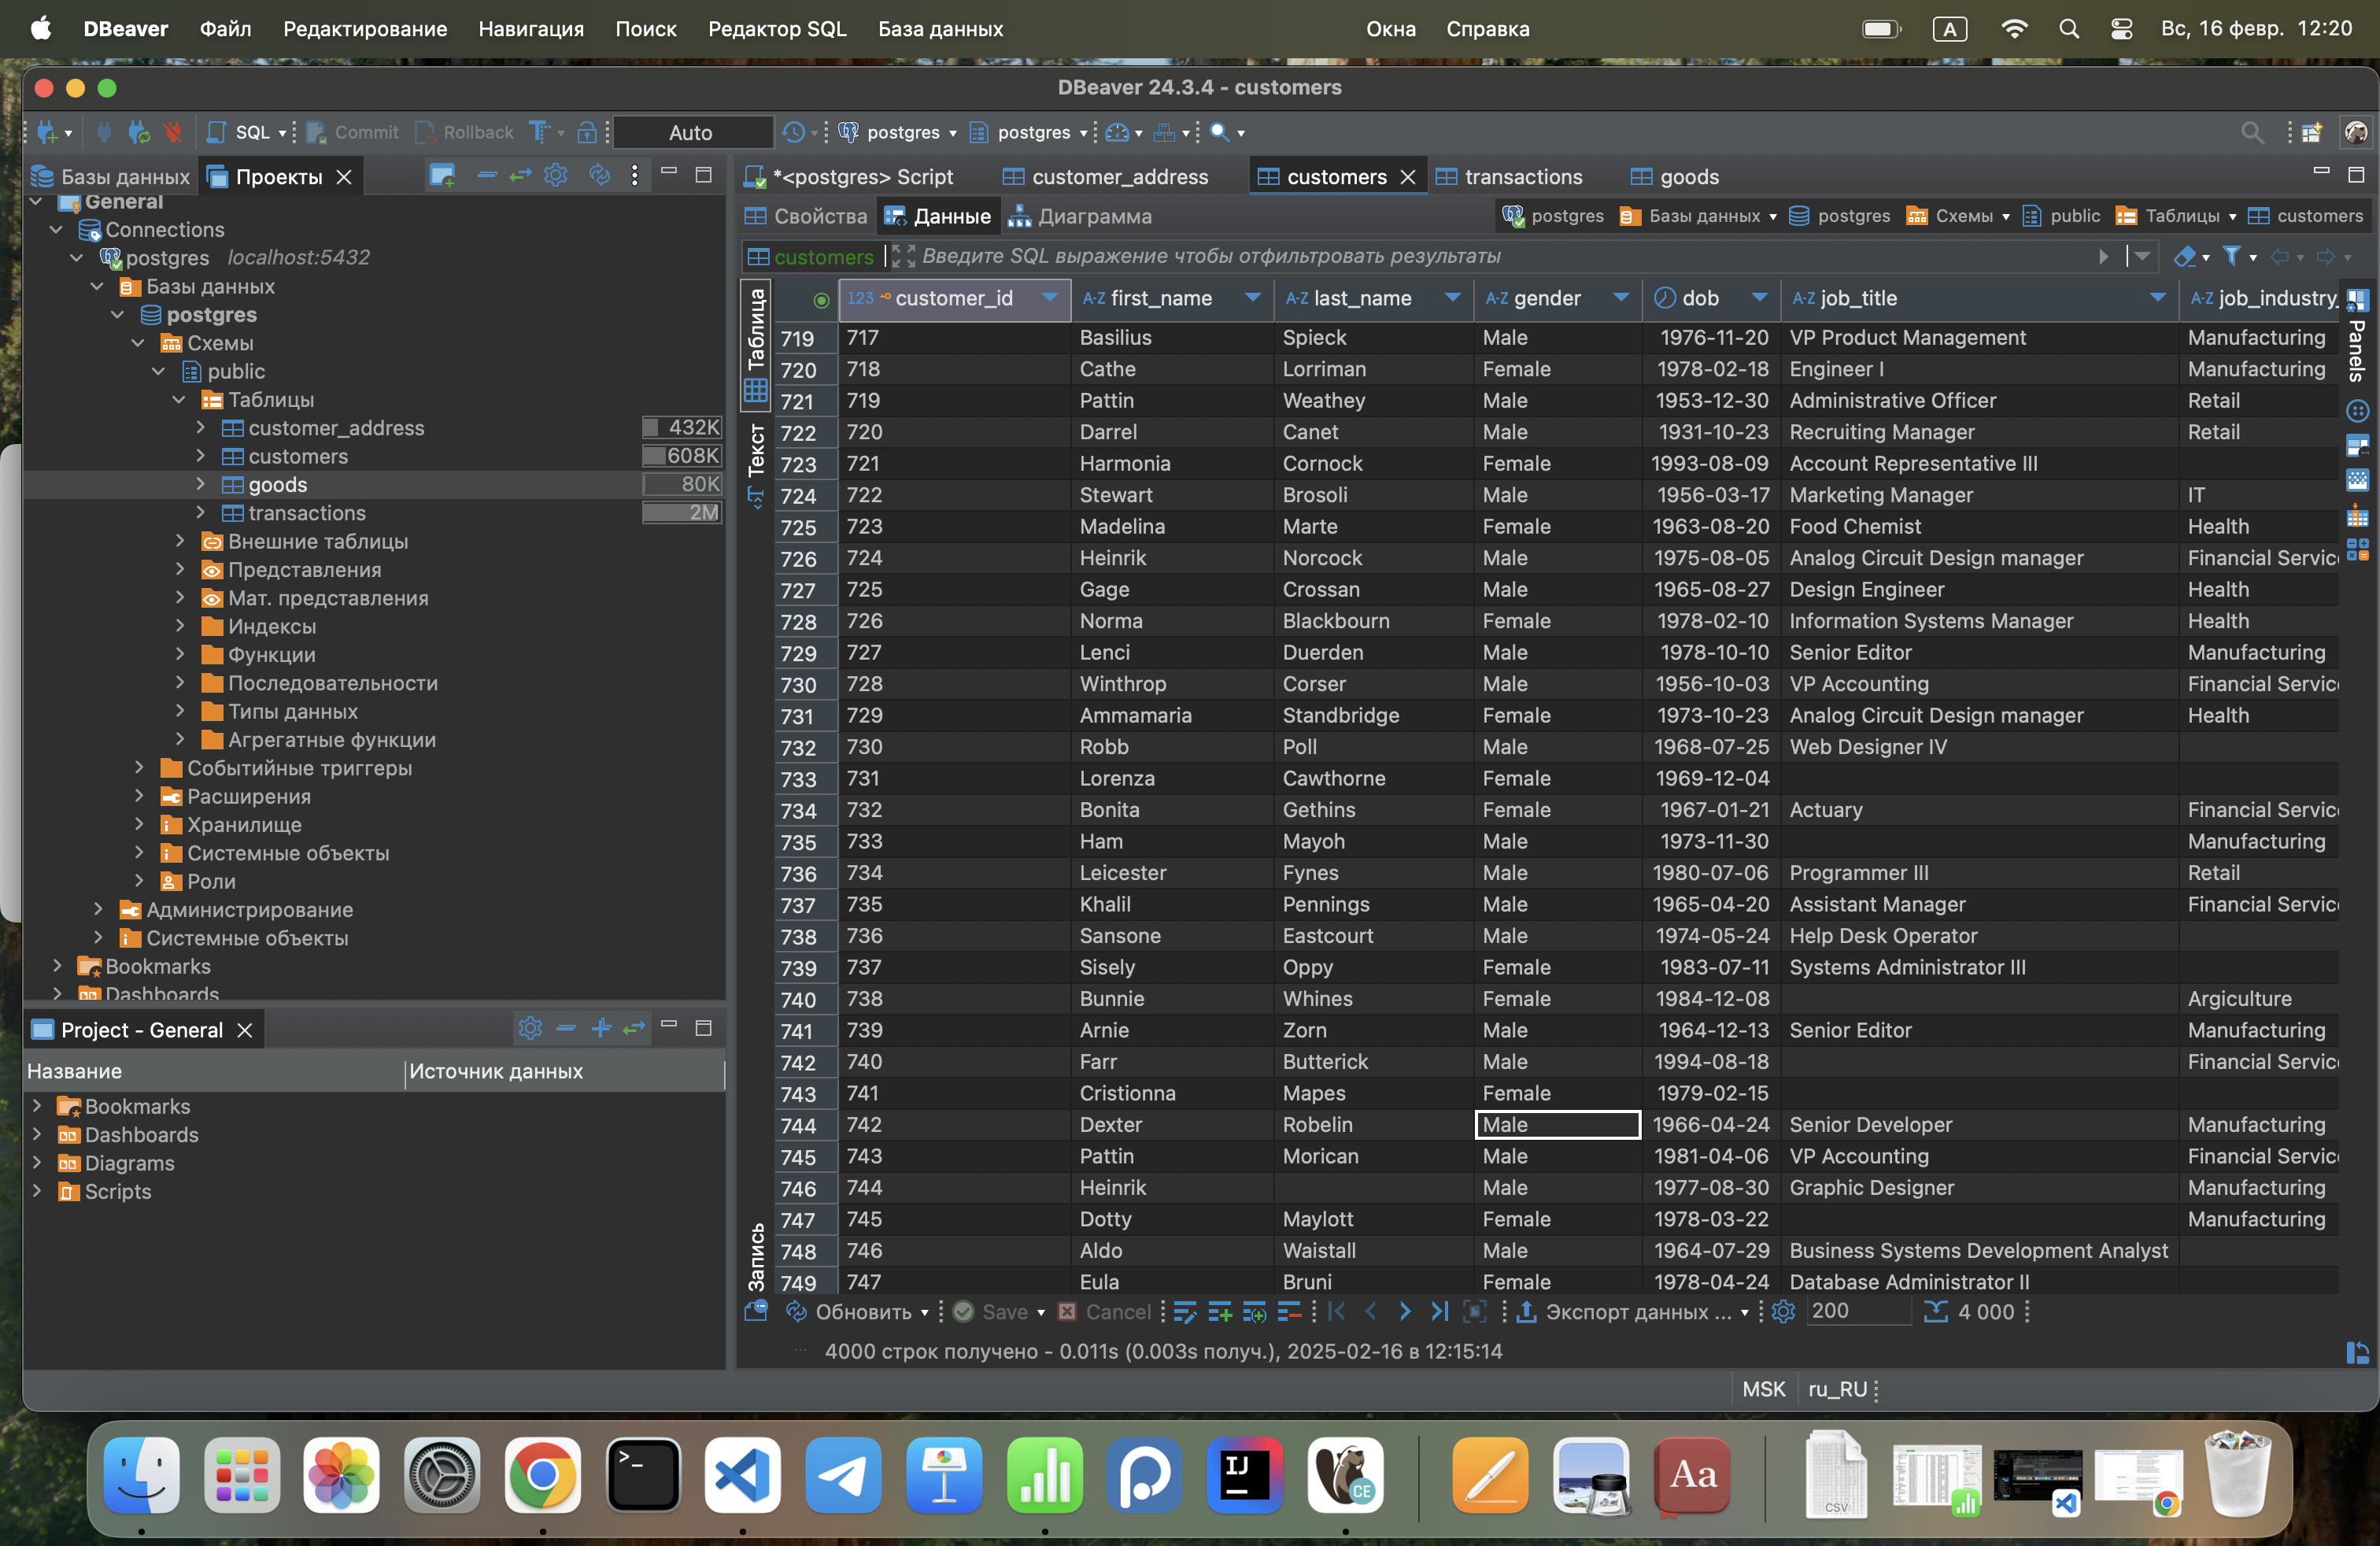 DBeaver Файл Редактирование Навигация Поиск Редактор SQL База данных Окна Справка A Вс, 16 февр. 12:20
DBeaver 24.3.4 - customers
SQL Commit Rollback Auto postgres postgres
Базы данных Проекты
General
Connections
postgres localhost:5432
Базы данных
postgres
Схемы
public
Таблицы
customer_address 432K
customers 608K
goods 80K
transactions 2M
Внешние таблицы
Представления
Мат. представления
Индексы
Функции
Последовательности
Типы данных
Агрегатные функции
Событийные триггеры
Расширения
Хранилище
Системные объекты
Роли
Администрирование
Системные объекты
Bookmarks
Dashboards
Project - General
Название Источник данных
Bookmarks
Dashboards
Diagrams
Scripts
*<postgres> Script customer_address customers transactions goods
Свойства Данные Диаграмма postgres Базы данных postgres Схемы public Таблицы customers
customers Введите SQL выражение чтобы отфильтровать результаты
Таблица
Текст
Запись
Panels
123 customer_id A-Z first_name A-Z last_name A-Z gender dob A-Z job_title A-Z job_industry_
719 717 Basilius Spieck Male 1976-11-20 VP Product Management Manufacturing
720 718 Cathe Lorriman Female 1978-02-18 Engineer I Manufacturing
721 719 Pattin Weathey Male 1953-12-30 Administrative Officer Retail
722 720 Darrel Canet Male 1931-10-23 Recruiting Manager Retail
723 721 Harmonia Cornock Female 1993-08-09 Account Representative III
724 722 Stewart Brosoli Male 1956-03-17 Marketing Manager IT
725 723 Madelina Marte Female 1963-08-20 Food Chemist Health
726 724 Heinrik Norcock Male 1975-08-05 Analog Circuit Design manager Financial Servic
727 725 Gage Crossan Male 1965-08-27 Design Engineer Health
728 726 Norma Blackbourn Female 1978-02-10 Information Systems Manager Health
729 727 Lenci Duerden Male 1978-10-10 Senior Editor Manufacturing
730 728 Winthrop Corser Male 1956-10-03 VP Accounting Financial Servic
731 729 Ammamaria Standbridge Female 1973-10-23 Analog Circuit Design manager Health
732 730 Robb Poll Male 1968-07-25 Web Designer IV
733 731 Lorenza Cawthorne Female 1969-12-04
734 732 Bonita Gethins Female 1967-01-21 Actuary Financial Servic
735 733 Ham Mayoh Male 1973-11-30 Manufacturing
736 734 Leicester Fynes Male 1980-07-06 Programmer III Retail
737 735 Khalil Pennings Male 1965-04-20 Assistant Manager Financial Servic
738 736 Sansone Eastcourt Male 1974-05-24 Help Desk Operator
739 737 Sisely Oppy Female 1983-07-11 Systems Administrator III
740 738 Bunnie Whines Female 1984-12-08 Argiculture
741 739 Arnie Zorn Male 1964-12-13 Senior Editor Manufacturing
742 740 Farr Butterick Male 1994-08-18 Financial Servic
743 741 Cristionna Mapes Female 1979-02-15
744 742 Dexter Robelin Male 1966-04-24 Senior Developer Manufacturing
745 743 Pattin Morican Male 1981-04-06 VP Accounting Financial Servic
746 744 Heinrik Male 1977-08-30 Graphic Designer Manufacturing
747 745 Dotty Maylott Female 1978-03-22 Manufacturing
748 746 Aldo Waistall Male 1964-07-29 Business Systems Development Analyst
749 747 Eula Bruni Female 1978-04-24 Database Administrator II
Обновить Save Cancel Экспорт данных ... 200 4 000
4000 строк получено - 0.011s (0.003s получ.), 2025-02-16 в 12:15:14
MSK ru_RU
>_ IJ CE Aa CSV